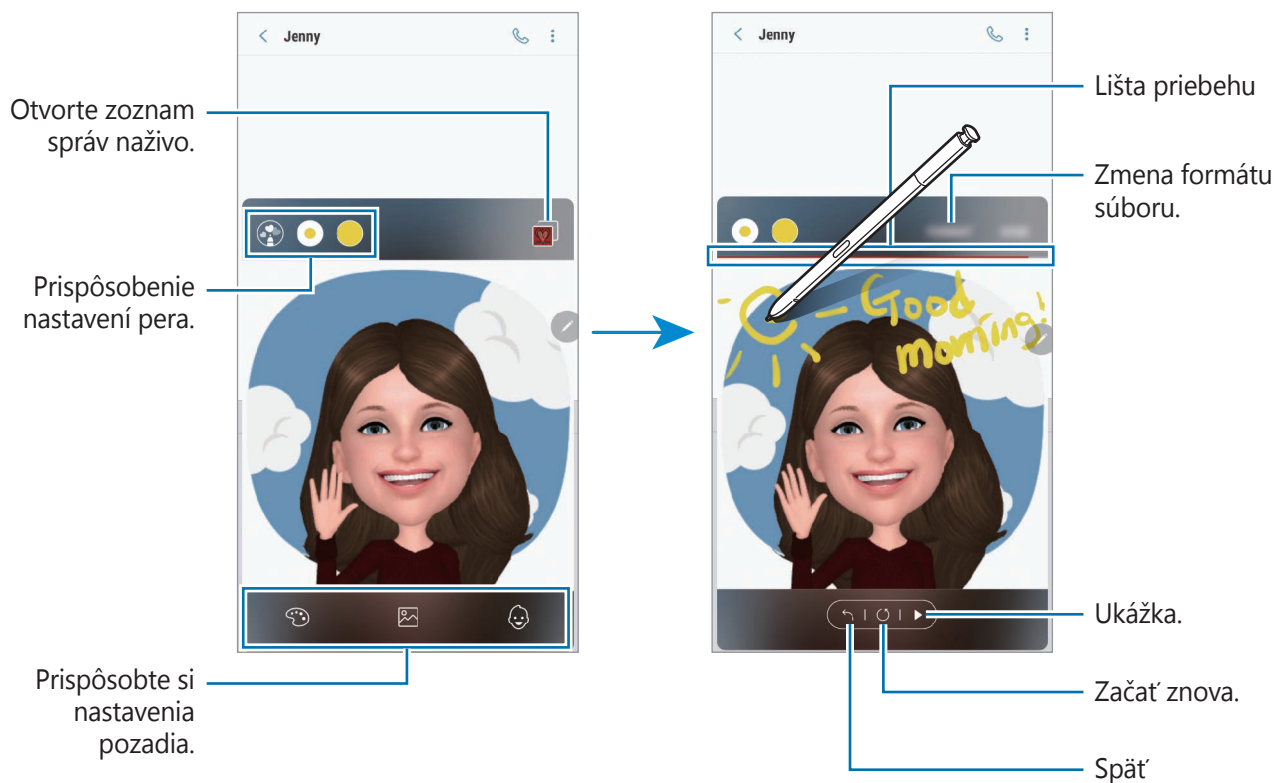 Jenny
Otvorte zoznam
správ naživo.
Prispôsobenie
nastavení pera.
Prispôsobte si
nastavenia
pozadia.
Jenny
Lišta priebehu
Zmena formátu
súboru.
Good
morning!
Ukážka.
Začať znova.
Späť